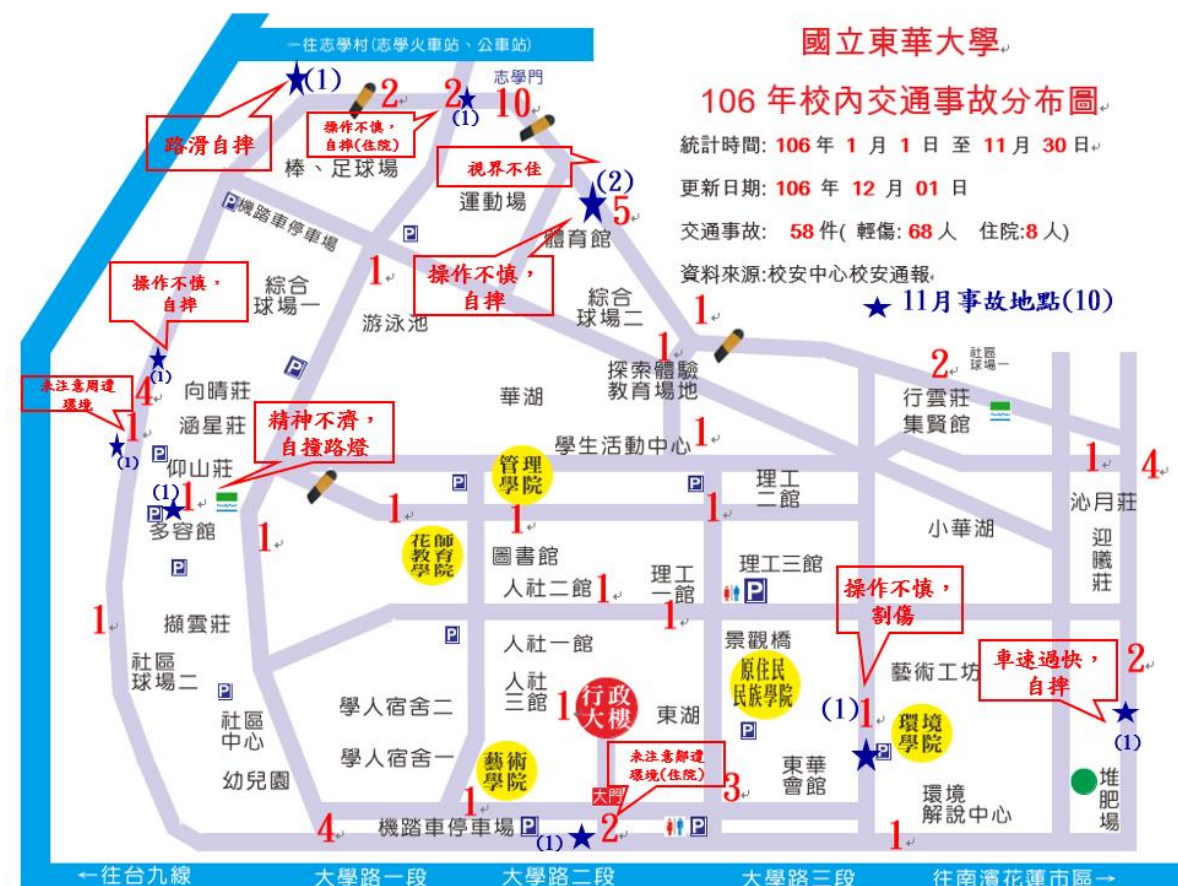 ←往志學村(志學火車站、公車站)
國立東華大學
106 年校內交通事故分布圖
統計時間: 106 年 1 月 1 日 至 11 月 30 日
更新日期: 106 年 12 月 01 日
交通事故: 58 件( 輕傷: 68 人 住院:8 人)
資料來源:校安中心校安通報
★ 11月事故地點(10)
(1)
2
2
(1)
志學門
10
路滑自摔
操作不慎，
自摔(住院)
棒、足球場
視界不佳
運動場
(2)
5
體育館
P
機踏車停車場
P
操作不慎，
自摔
1
操作不慎，
自摔
綜合
球場一
游泳池
綜合
球場二
1
1
探索體驗
教育場地
2
社區
球場一
行雲莊
集賢館
(1)
4
P
向晴莊
涵星莊
華湖
未注意周遭
環境
1
(1)
P
精神不濟，
自撞路燈
學生活動中心
1
仰山莊
(1)
1
P
多容館
FamilyMart
P
管理
學院
P
理工
二館
1
4
沁月莊
1
1
1
1
花師
教育
學院
圖書館
小華湖
迎曦莊
P
人社二館
1
理工
一館
1
理工三館
P
操作不慎，
割傷
1
擷雲莊
P
人社一館
景觀橋
社區
球場二
P
人社
三館
1
行政
大樓
東湖
原住民
民族學院
P
藝術工坊
車速過快，
自摔
2
(1)
學人宿舍二
(1)
1
P
環境
學院
社區
中心
學人宿舍一
藝術
學院
未注意鄰遭
環境(住院)
東華
會館
幼兒園
1
大門
3
環境
解說中心
堆肥場
4
機踏車停車場
P
(1)
2
P
1
←往台九線
大學路一段
大學路二段
大學路三段
往南濱花蓮市區→